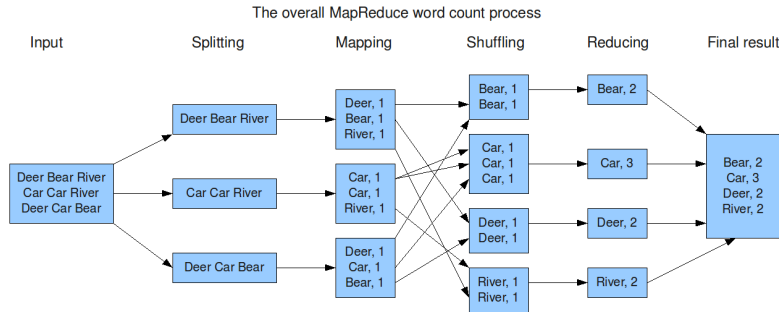 The overall MapReduce word count process
Input
Splitting
Mapping
Shuffling
Reducing
Final result
Deer Bear River
Car Car River
Deer Car Bear
Deer Bear River
Car Car River
Deer Car Bear
Deer, 1
Bear, 1
River, 1
Car, 1
Car, 1
River, 1
Deer, 1
Car, 1
Bear, 1
Bear, 1
Bear, 1
Car, 1
Car, 1
Car, 1
Deer, 1
Deer, 1
River, 1
River, 1
Bear, 2
Car, 3
Deer, 2
River, 2
Bear, 2
Car, 3
Deer, 2
River, 2